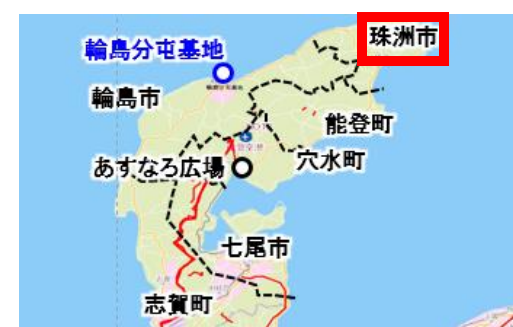 珠洲市
輪島分屯基地
輪島市
能登町
穴水町
あすなろ広場
七尾市
志賀町